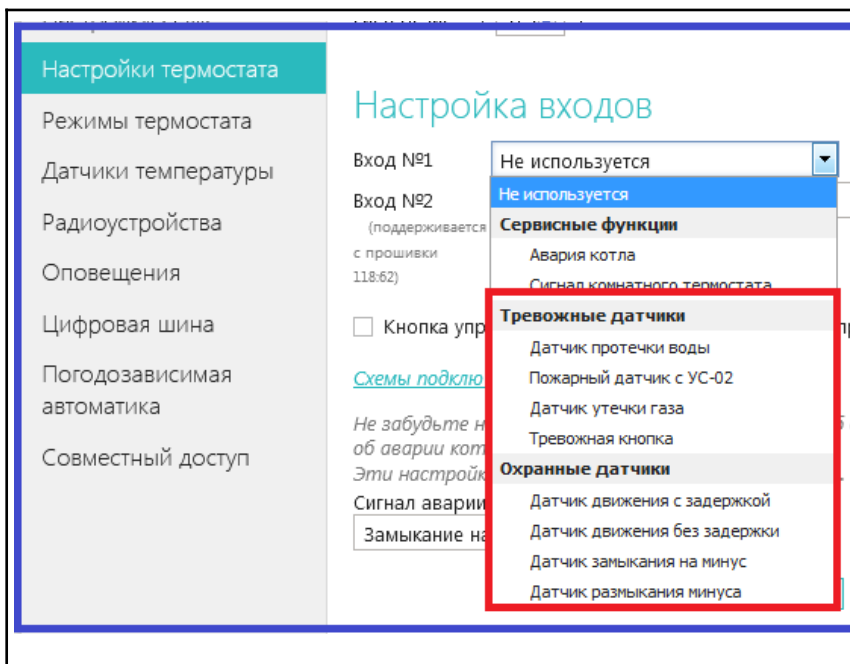 Настройки термостата
Режимы термостата
Датчики температуры
Радиоустройства
Оповещения
Цифровая шина
Погодозависимая
автоматика
Совместный доступ
Настройка входов
Вход №1
Не используется
Вход №2
(поддерживается
с прошивки
118:62)
Не используется
Сервисные функции
Авария котла
Сигнал комнатного термостата
Тревожные датчики
Датчик протечки воды
Пожарный датчик с УС-02
Датчик утечки газа
Тревожная кнопка
Охранные датчики
Датчик движения с задержкой
Датчик движения без задержки
Датчик замыкания на минус
Датчик размыкания минуса
Кнопка упр
Схемы подклю
Не забудьте н
об аварии кот
Эти настройк
Сигнал аварии
Замыкание на